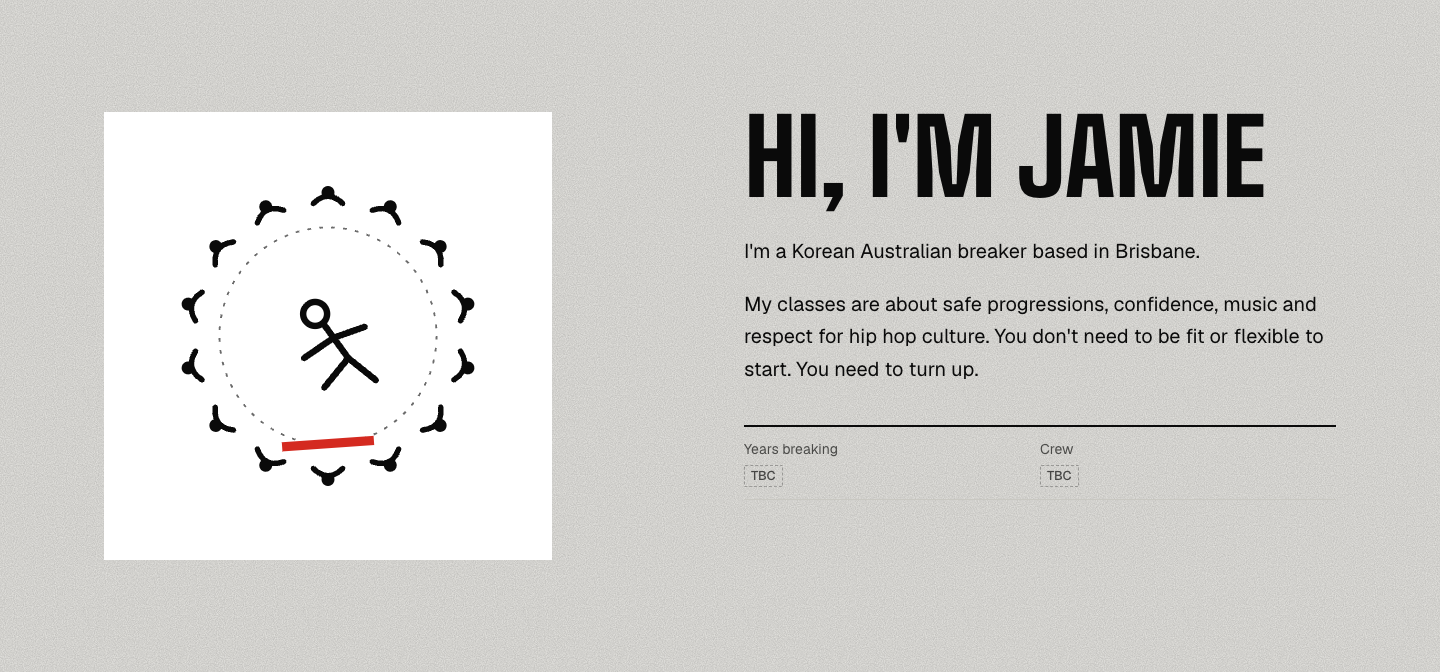 HI, I'M JAMIE
I'm a Korean Australian breaker based in Brisbane.
My classes are about safe progressions, confidence, music and
respect for hip hop culture. You don't need to be fit or flexible to
start. You need to turn up.
Years breaking
TBC
Crew
TBC